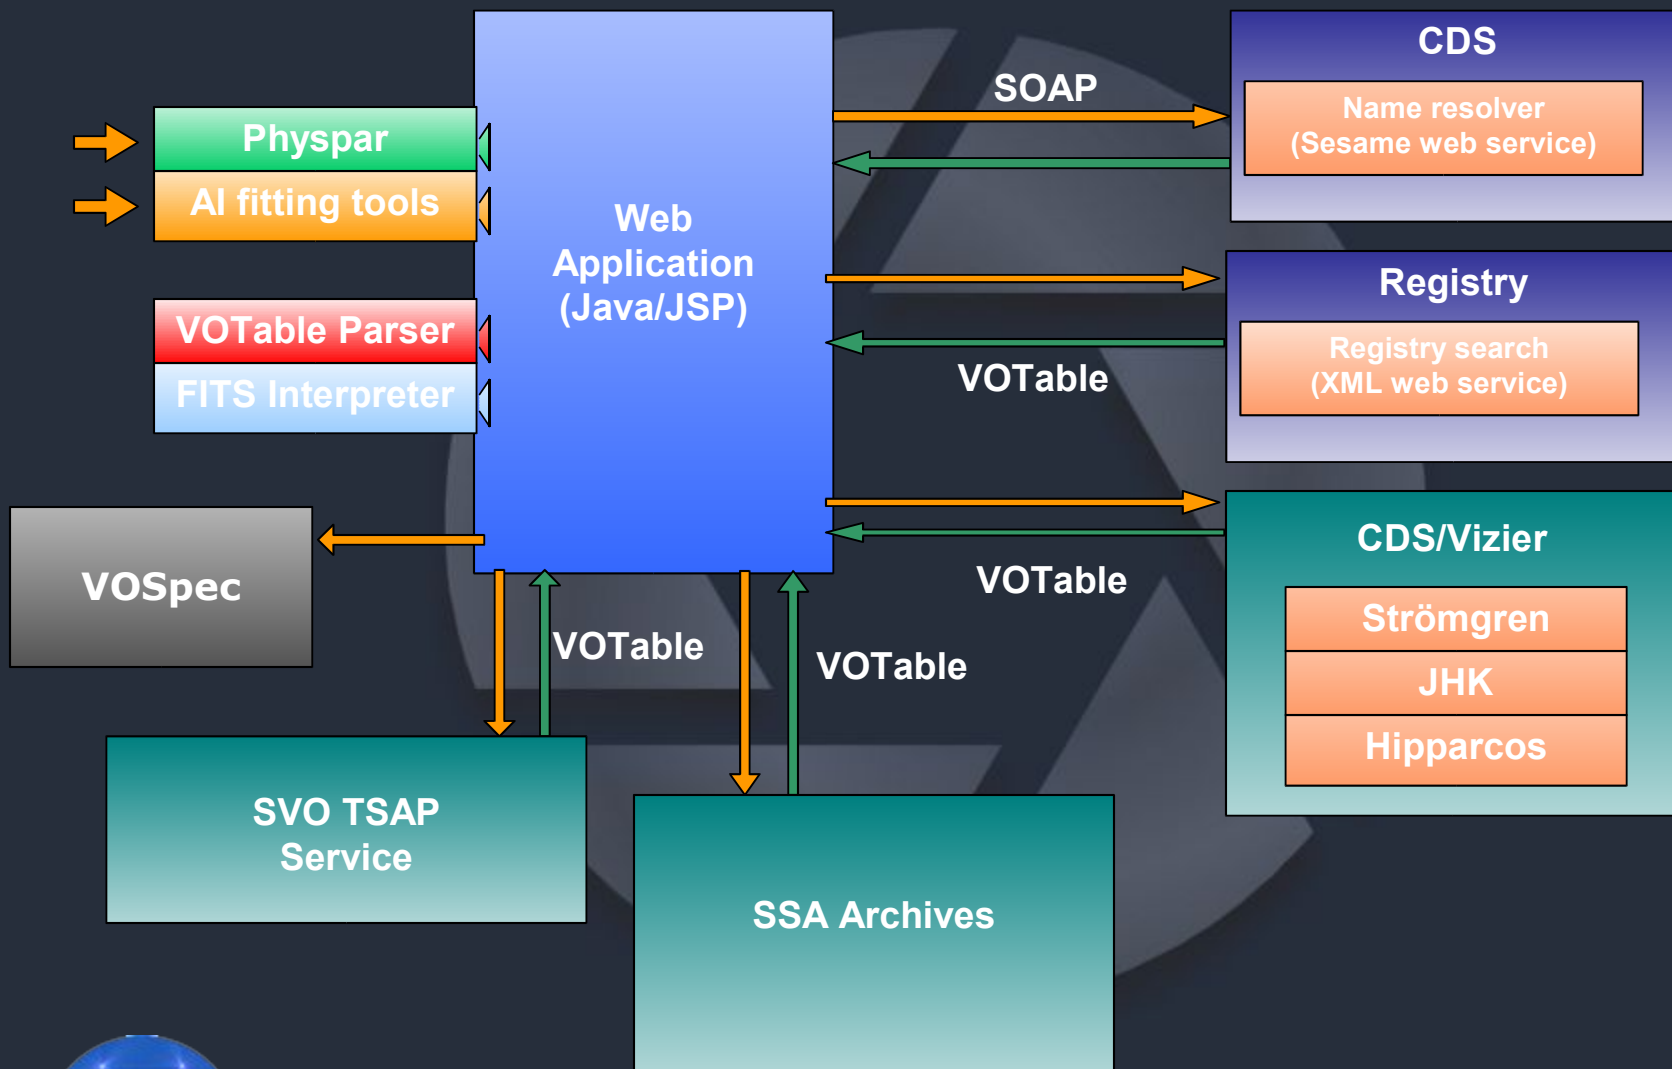 CDS
SOAP
Name resolver
(Sesame web service)
Physpar
AI fitting tools
Web
Application
(Java/JSP)
Registry
VOTable Parser
Registry search
(XML web service)
VOTable
FITS Interpreter
CDS/Vizier
VOTable
VOSpec
Strömgren
VOTable
VOTable
JHK
Hipparcos
SVO TSAP
Service
SSA Archives